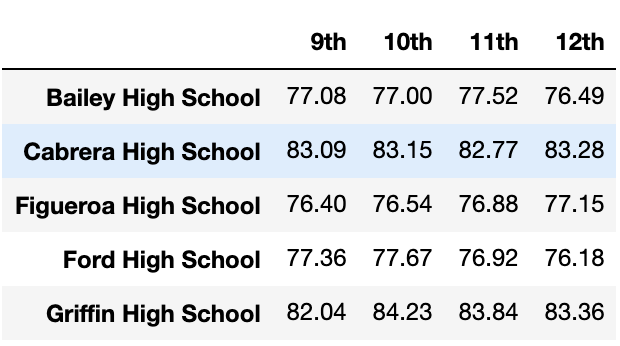 9th 10th 11th 12th
Bailey High School 77.08 77.00 77.52 76.49
Cabrera High School 83.09 83.15 82.77 83.28
Figueroa High School 76.40 76.54 76.88 77.15
Ford High School 77.36 77.67 76.92 76.18
Griffin High School 82.04 84.23 83.84 83.36